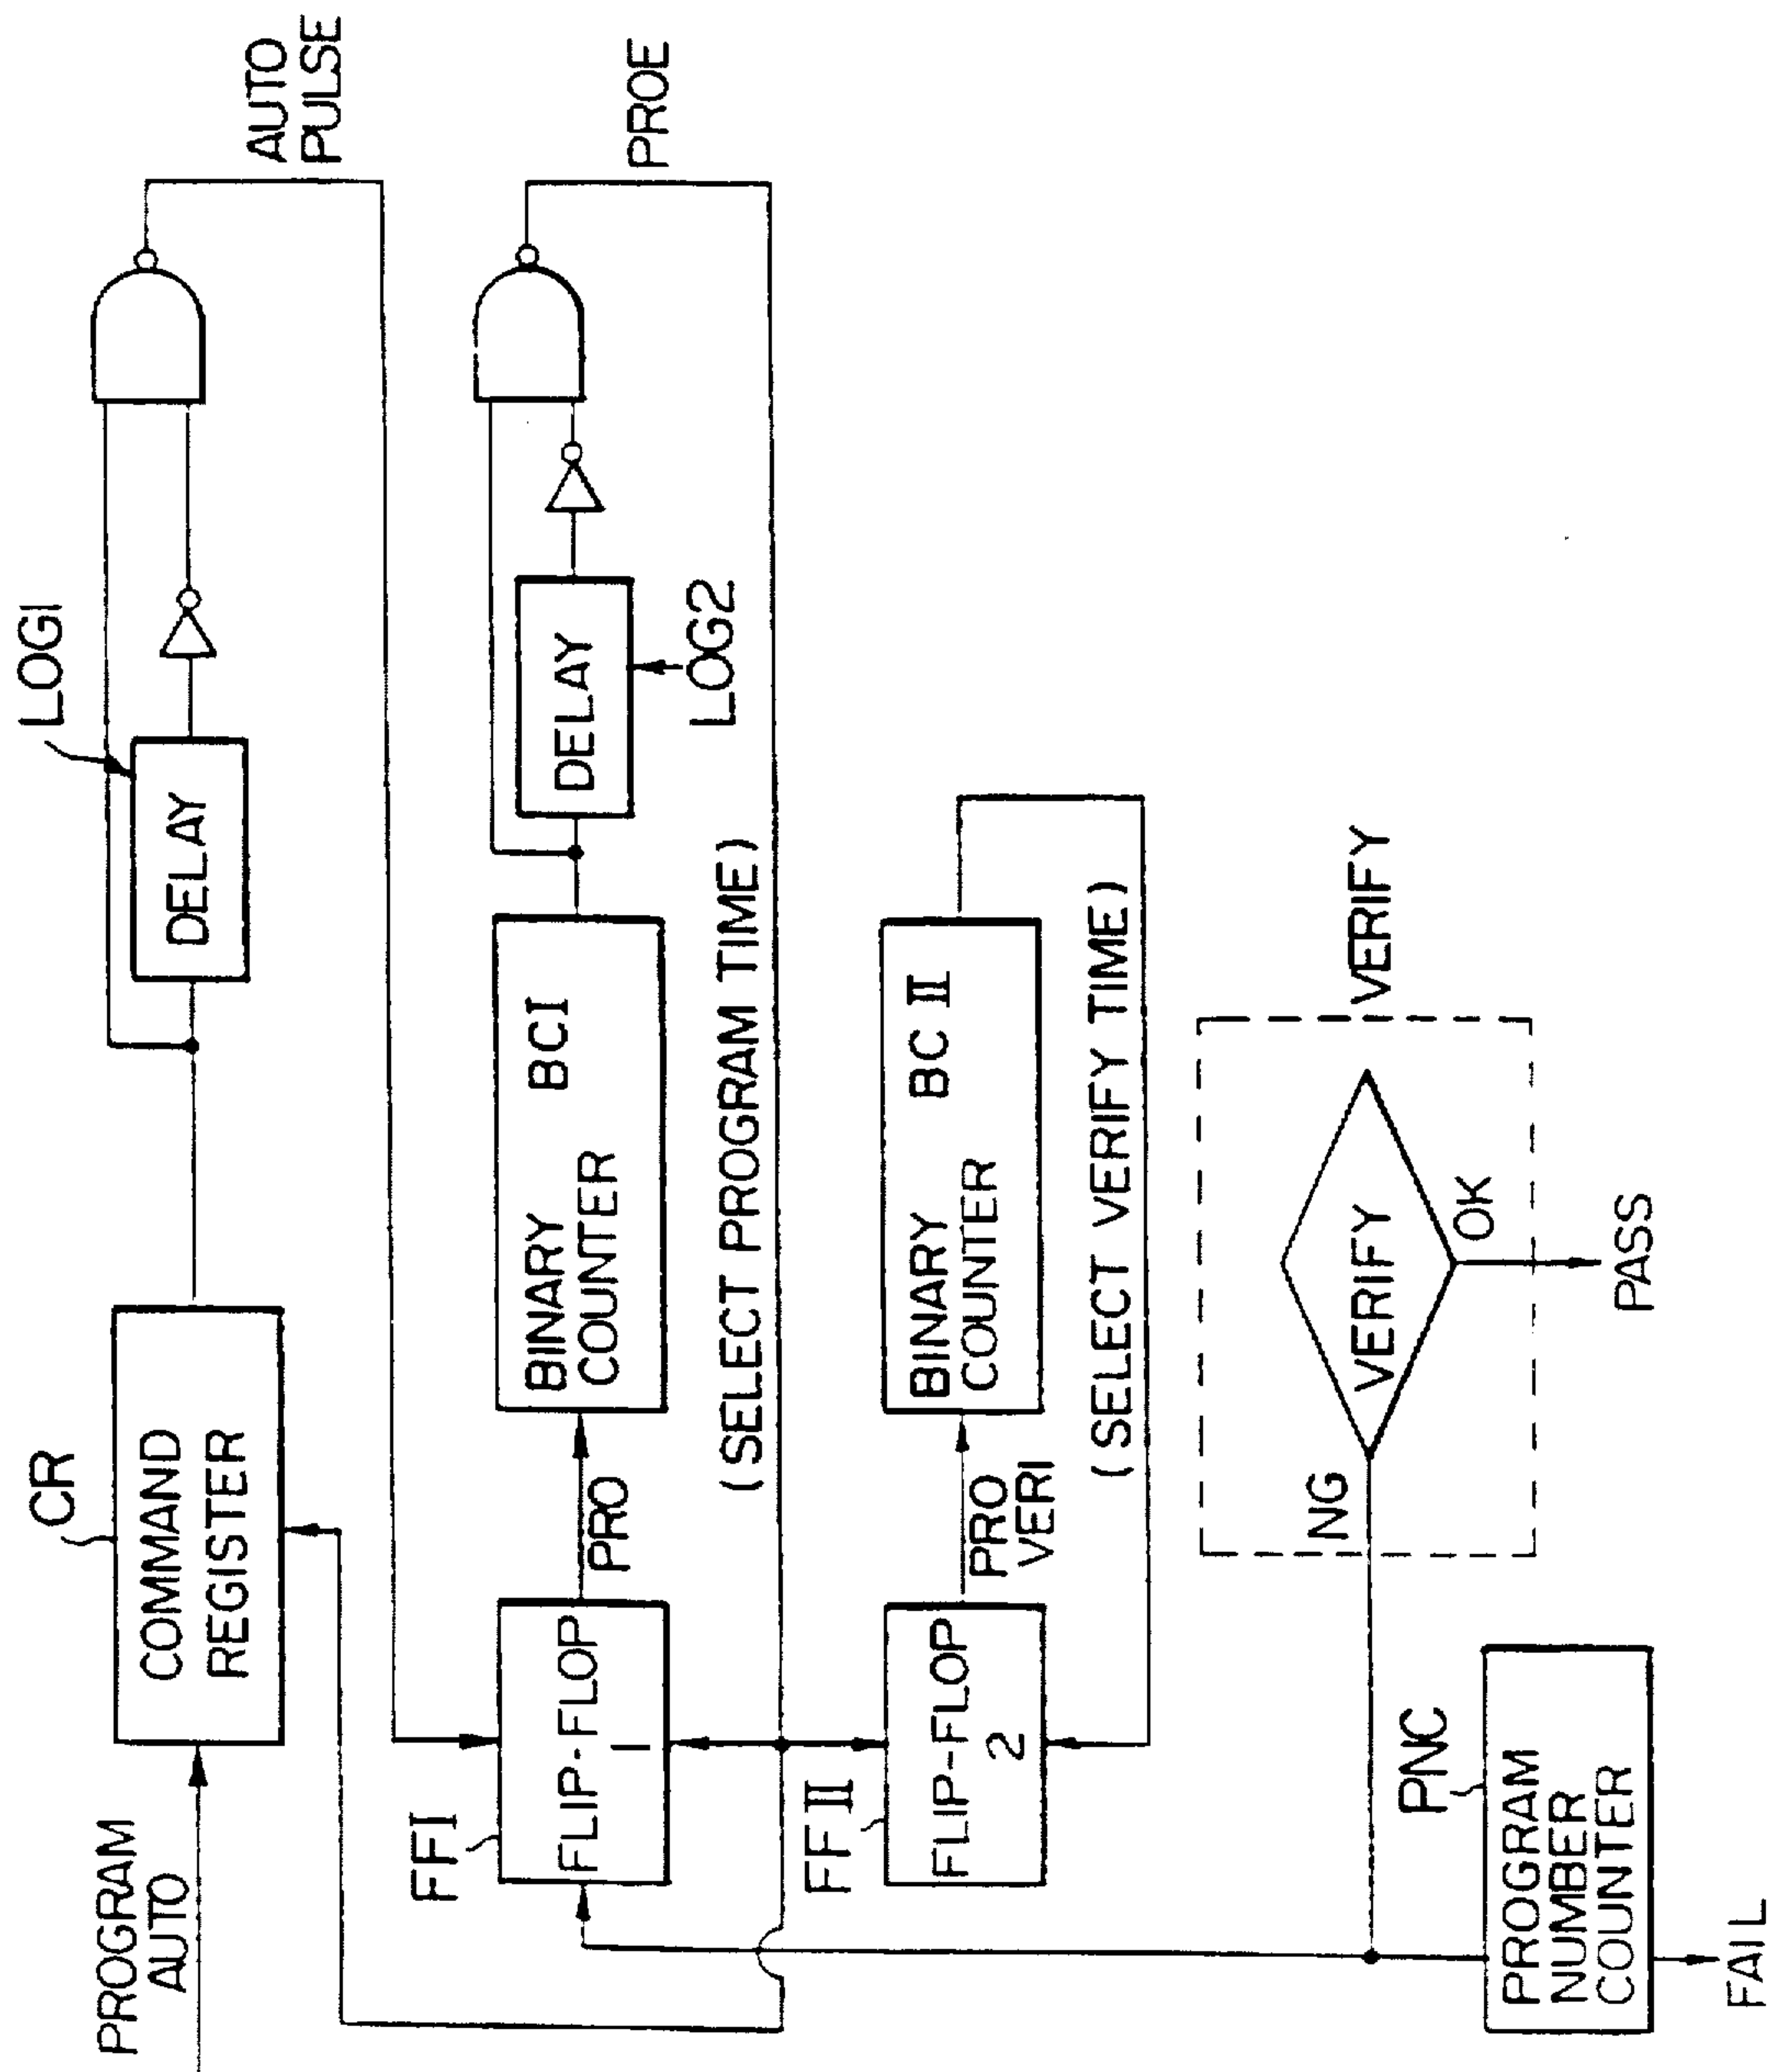 PROGRAM
AUTO
CR
COMMAND
REGISTER
LOG1
DELAY
AUTO
PULSE
FFI
FLIP-FLOP
1
PRO
BINARY
COUNTER
BCI
DELAY
LOG2
PROE
(SELECT PROGRAM TIME)
FF II
FLIP-FLOP
2
PRO
VERI
BINARY
COUNTER
BC II
(SELECT VERIFY TIME)
VERIFY
NG
VERIFY
OK
PASS
PNC
PROGRAM
NUMBER
COUNTER
FAIL